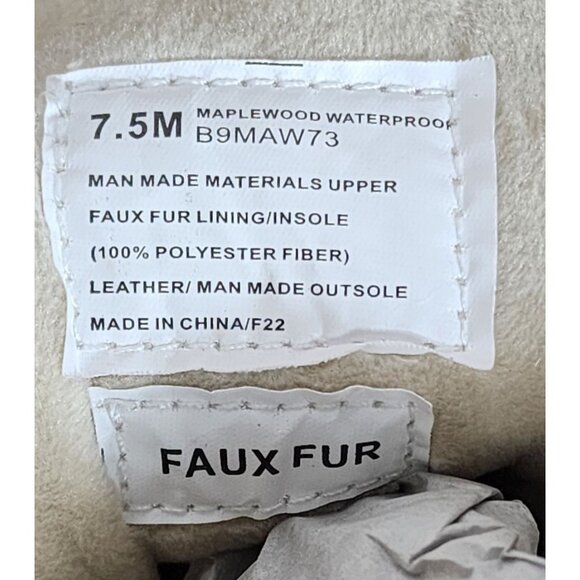 7.5M MAPLEWOOD WATERPROOF
B9MAW73
MAN MADE MATERIALS UPPER
FAUX FUR LINING/INSOLE
(100% POLYESTER FIBER)
LEATHER/ MAN MADE OUTSOLE
MADE IN CHINA/F22
FAUX FUR